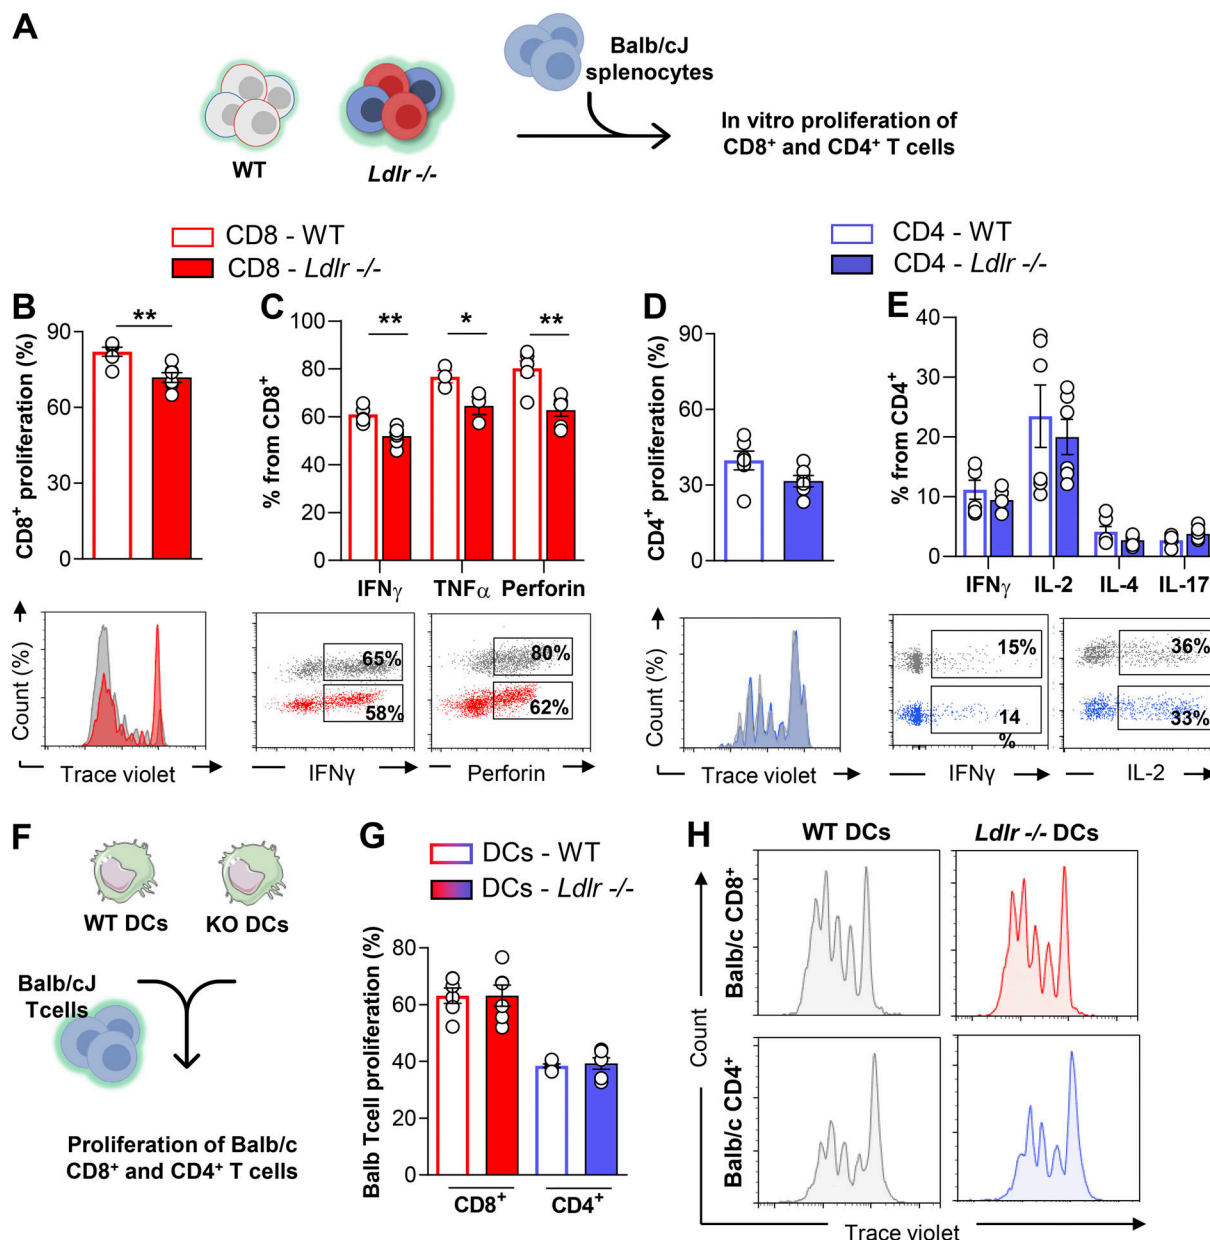 A
WT
Ldlr -/-
Balb/cJ
splenocytes
In vitro proliferation of
CD8⁺ and CD4⁺ T cells
CD8 - WT
CD8 - Ldlr -/-
CD4 - WT
CD4 - Ldlr -/-
B
CD8⁺ proliferation (%)
90
60
30
0
**
C
% from CD8⁺
100
80
60
40
20
0
**
*
**
IFNγ
TNFα
Perforin
D
CD4⁺ proliferation (%)
90
60
30
0
E
% from CD4⁺
40
30
20
10
0
IFNγ
IL-2
IL-4
IL-17
Count (%)
Trace violet
65%
58%
IFNγ
80%
62%
Perforin
Count (%)
Trace violet
15%
14
%
IFNγ
36%
33%
IL-2
F
WT DCs
KO DCs
Balb/cJ
Tcells
Proliferation of Balb/c
CD8⁺ and CD4⁺ T cells
G
DCs - WT
DCs - Ldlr -/-
Balb Tcell proliferation (%)
80
60
40
20
0
CD8⁺
CD4⁺
H
WT DCs
Ldlr -/- DCs
Balb/c CD8⁺
Balb/c CD4⁺
Count
Trace violet